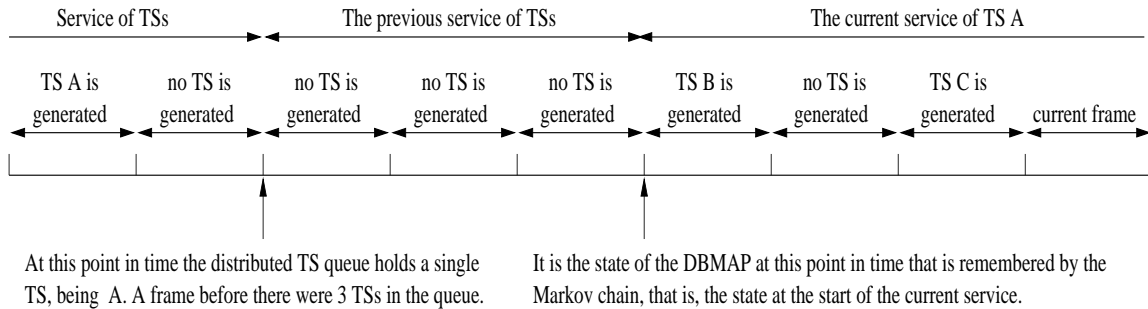 Service of TSs
The previous service of TSs
The current service of TS A
TS A is
generated
no TS is
generated
no TS is
generated
no TS is
generated
no TS is
generated
TS B is
generated
no TS is
generated
TS C is
generated
current frame
At this point in time the distributed TS queue holds a single
TS, being A. A frame before there were 3 TSs in the queue.
It is the state of the DBMAP at this point in time that is remembered by the
Markov chain, that is, the state at the start of the current service.